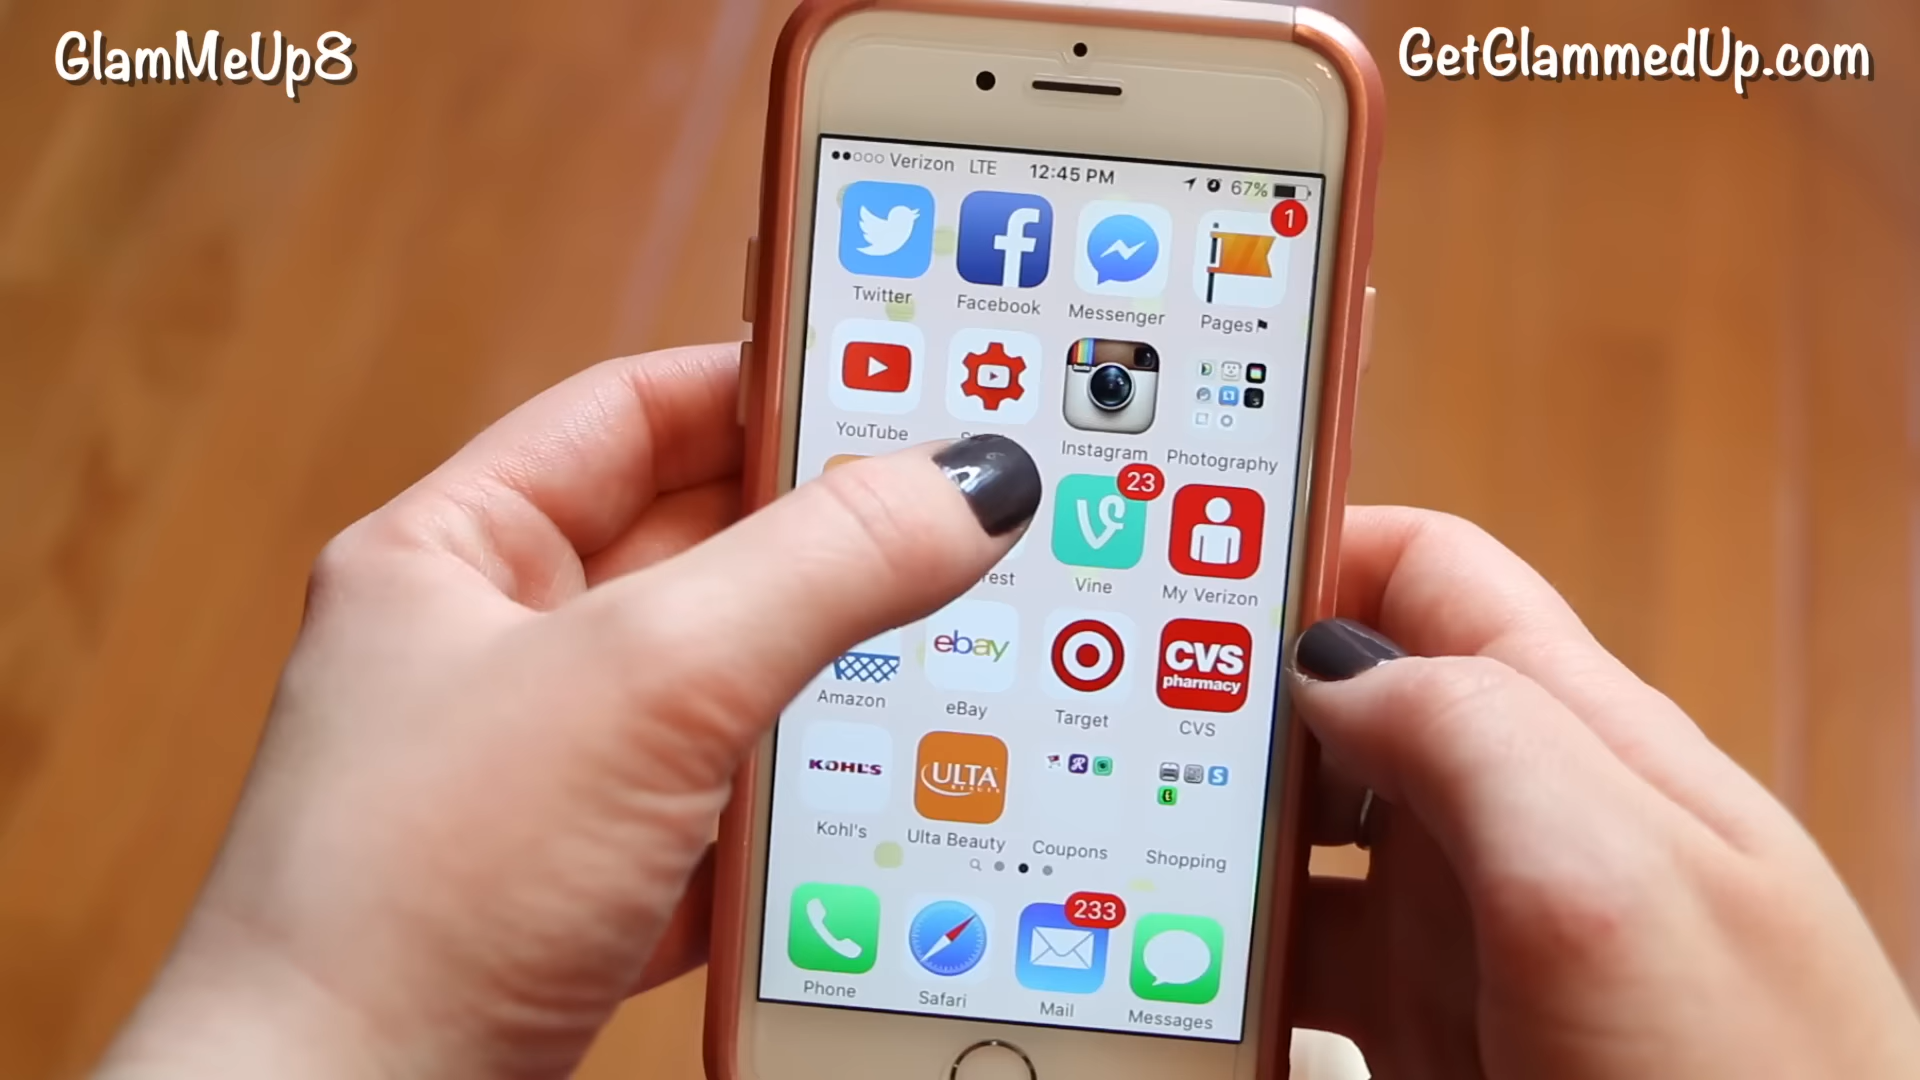 GlamMeUp8
GetGlammedUp.com
Verizon LTE 12:45 PM 67%
1
Twitter Facebook Messenger Pages
YouTube Instagram Photography
23
Vine My Verizon
ebay
CVS
pharmacy
Amazon eBay Target CVS
KOHL'S
ULTA
BEAUTY
Kohl's Ulta Beauty Coupons Shopping
233
Phone Safari Mail Messages